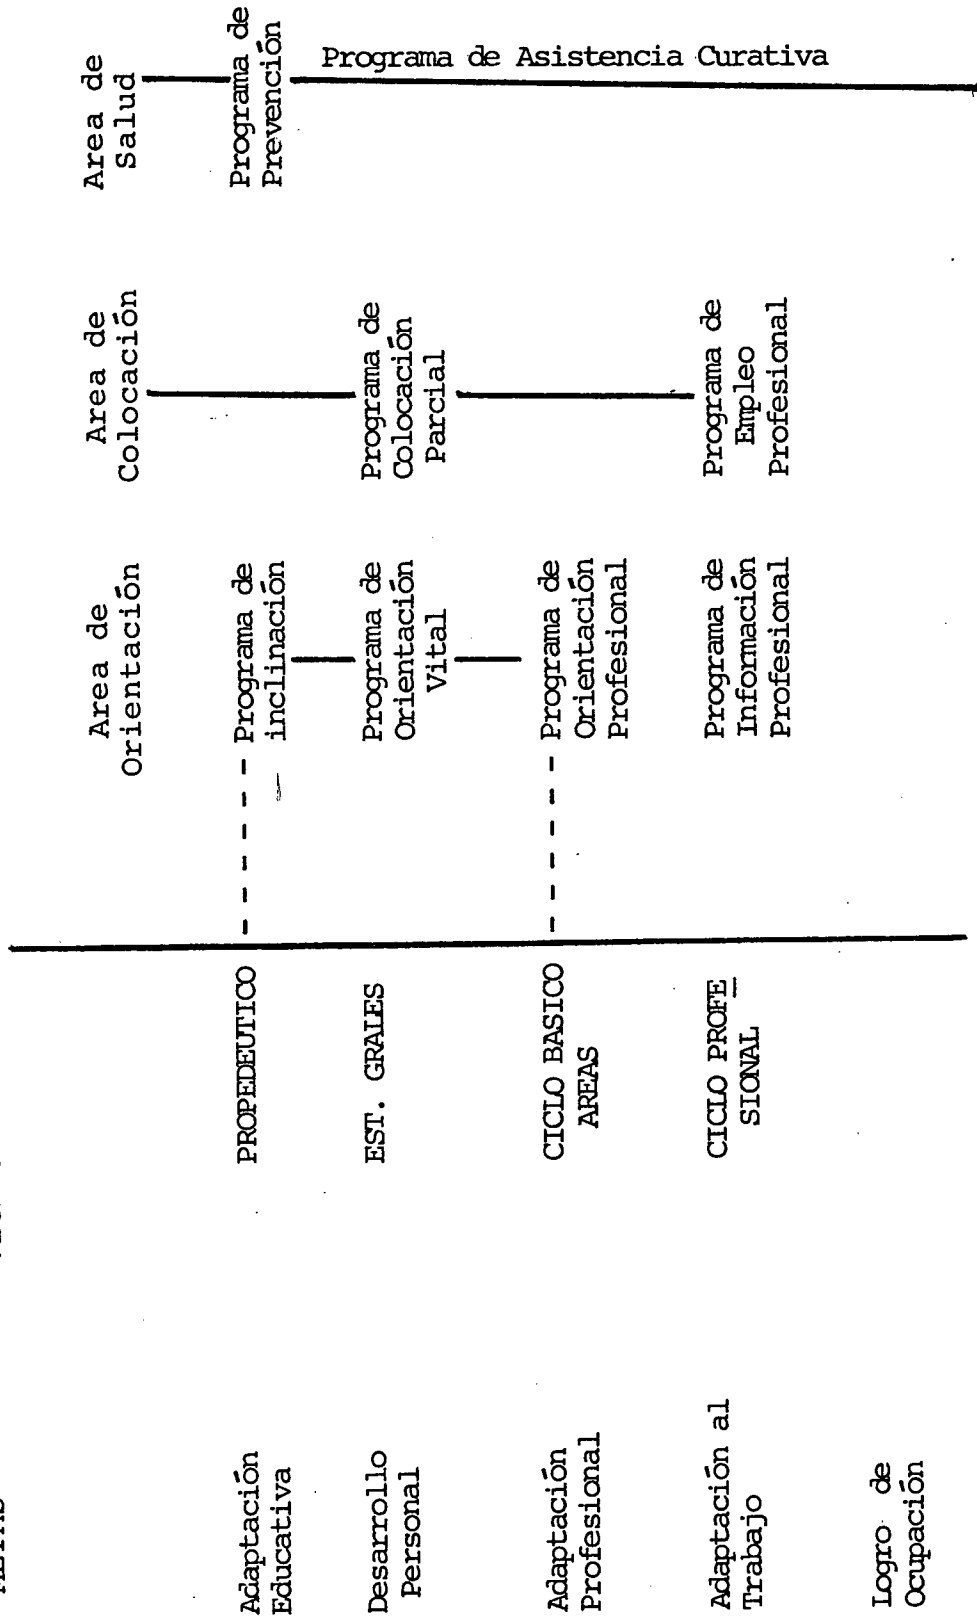 METAS
Area de
Orientación
Area de
Colocación
Area de
Salud
Adaptación
Educativa
PROPEDEUTICO
Programa de
inclinación
Programa de
Prevención
Programa de Asistencia Curativa
Desarrollo
Personal
EST. GRALES
Programa de
Orientación
Vital
Programa de
Colocación
Parcial
Adaptación
Profesional
CICLO BASICO
AREAS
Programa de
Orientación
Profesional
Adaptación al
Trabajo
CICLO PROFE
SIONAL
Programa de
Información
Profesional
Programa de
Empleo
Profesional
Logro de
Ocupación